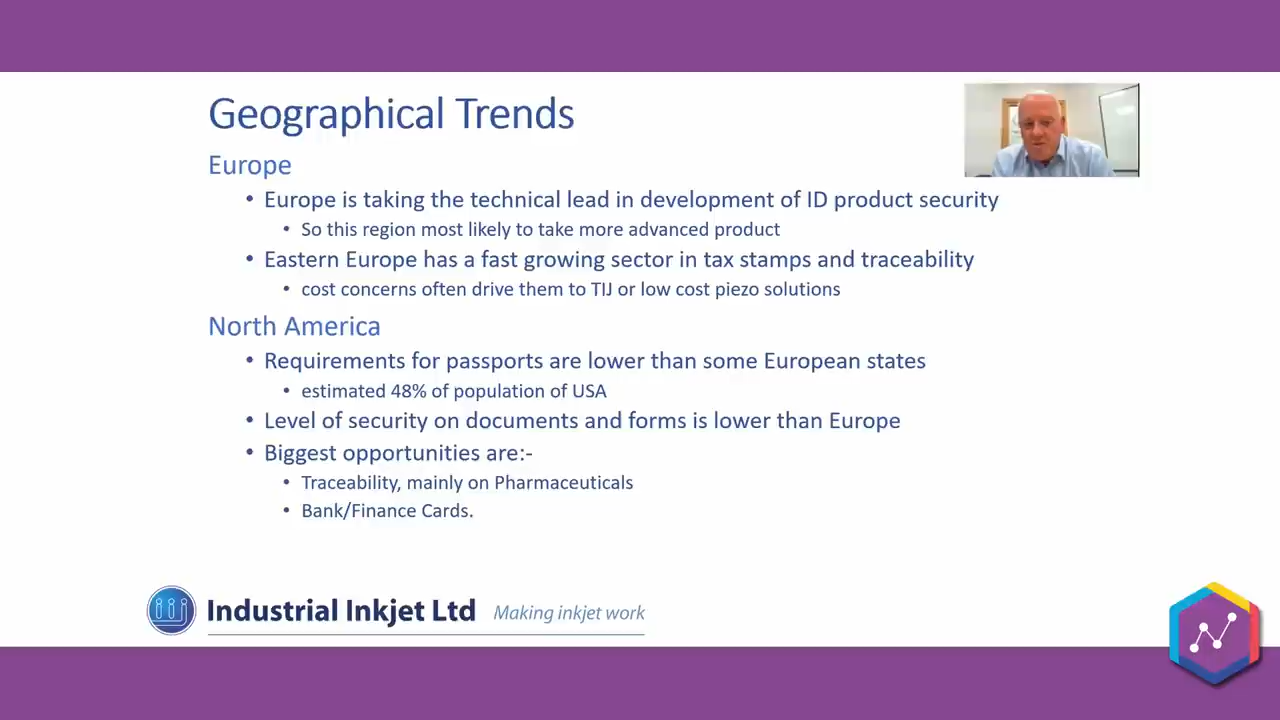 Geographical Trends
Europe
• Europe is taking the technical lead in development of ID product security
• So this region most likely to take more advanced product
• Eastern Europe has a fast growing sector in tax stamps and traceability
• cost concerns often drive them to TIJ or low cost piezo solutions
North America
• Requirements for passports are lower than some European states
• estimated 48% of population of USA
• Level of security on documents and forms is lower than Europe
• Biggest opportunities are:-
• Traceability, mainly on Pharmaceuticals
• Bank/Finance Cards.
Industrial Inkjet Ltd Making inkjet work